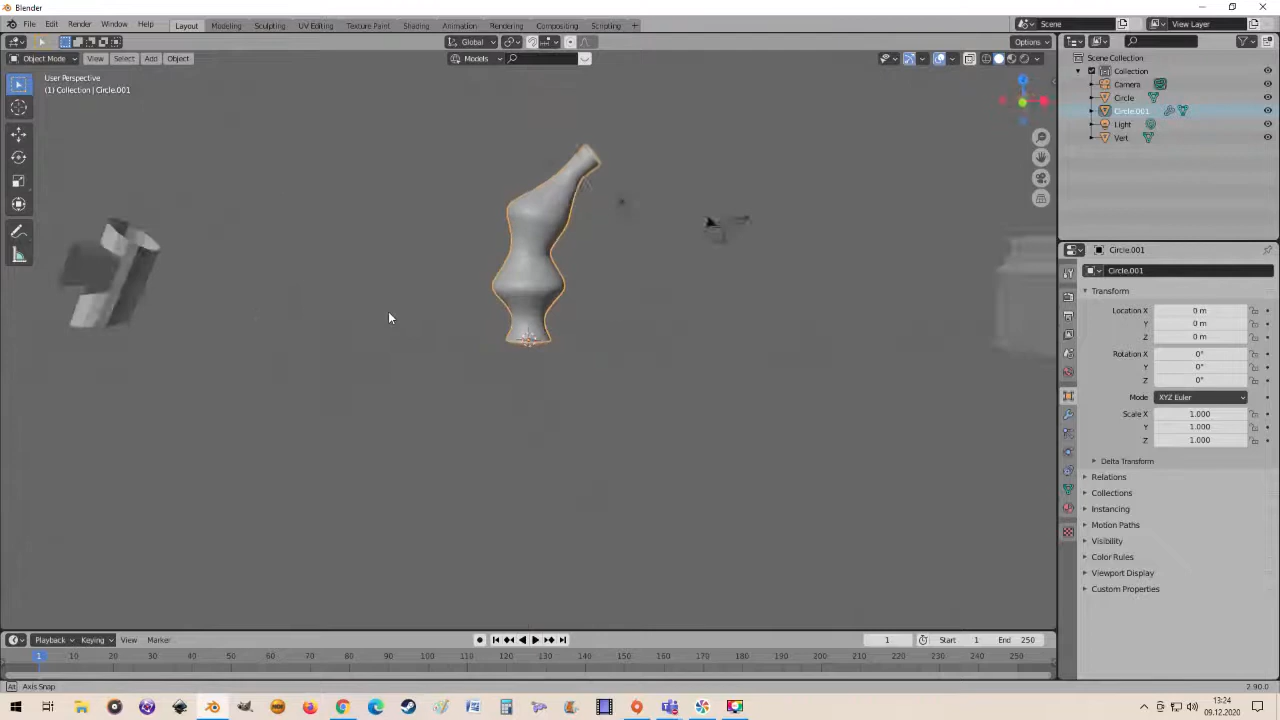 Blender
File Edit Render Window Help Layout Modeling Sculpting UV Editing Texture Paint Shading Animation Rendering Compositing Scripting + Scene View Layer
Global Options
Object Mode View Select Add Object Models
User Perspective
(1) Collection | Circle.001
Scene Collection
Collection
Camera
Circle
Circle.001
Light
Vert
Circle.001
Circle.001
Transform
Location X 0 m
Y 0 m
Z 0 m
Rotation X 0°
Y 0°
Z 0°
Mode XYZ Euler
Scale X 1.000
Y 1.000
Z 1.000
Delta Transform
Relations
Collections
Instancing
Motion Paths
Visibility
Color Rules
Viewport Display
Custom Properties
Playback Keying View Marker 1 Start 1 End 250
1 10 20 30 40 50 60 70 80 90 100 110 120 130 140 150 160 170 180 190 200 210 220 230 240 250
Alt Axis Snap 2.90.0
13:24
09.12.2020